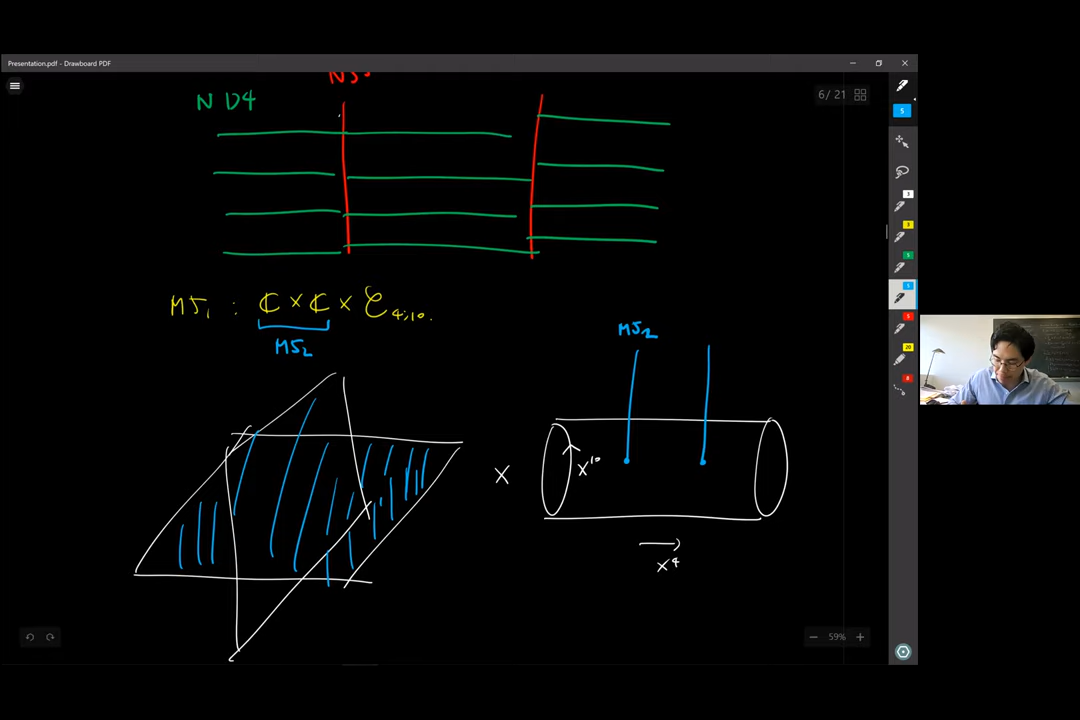 Presentation.pdf - Drawboard PDF
6/ 21
N D4
M5₁ : ℂ × ℂ × 𝒞₄,₁₀.
M5₂
M5₂
×
x¹⁰
x⁴
59%